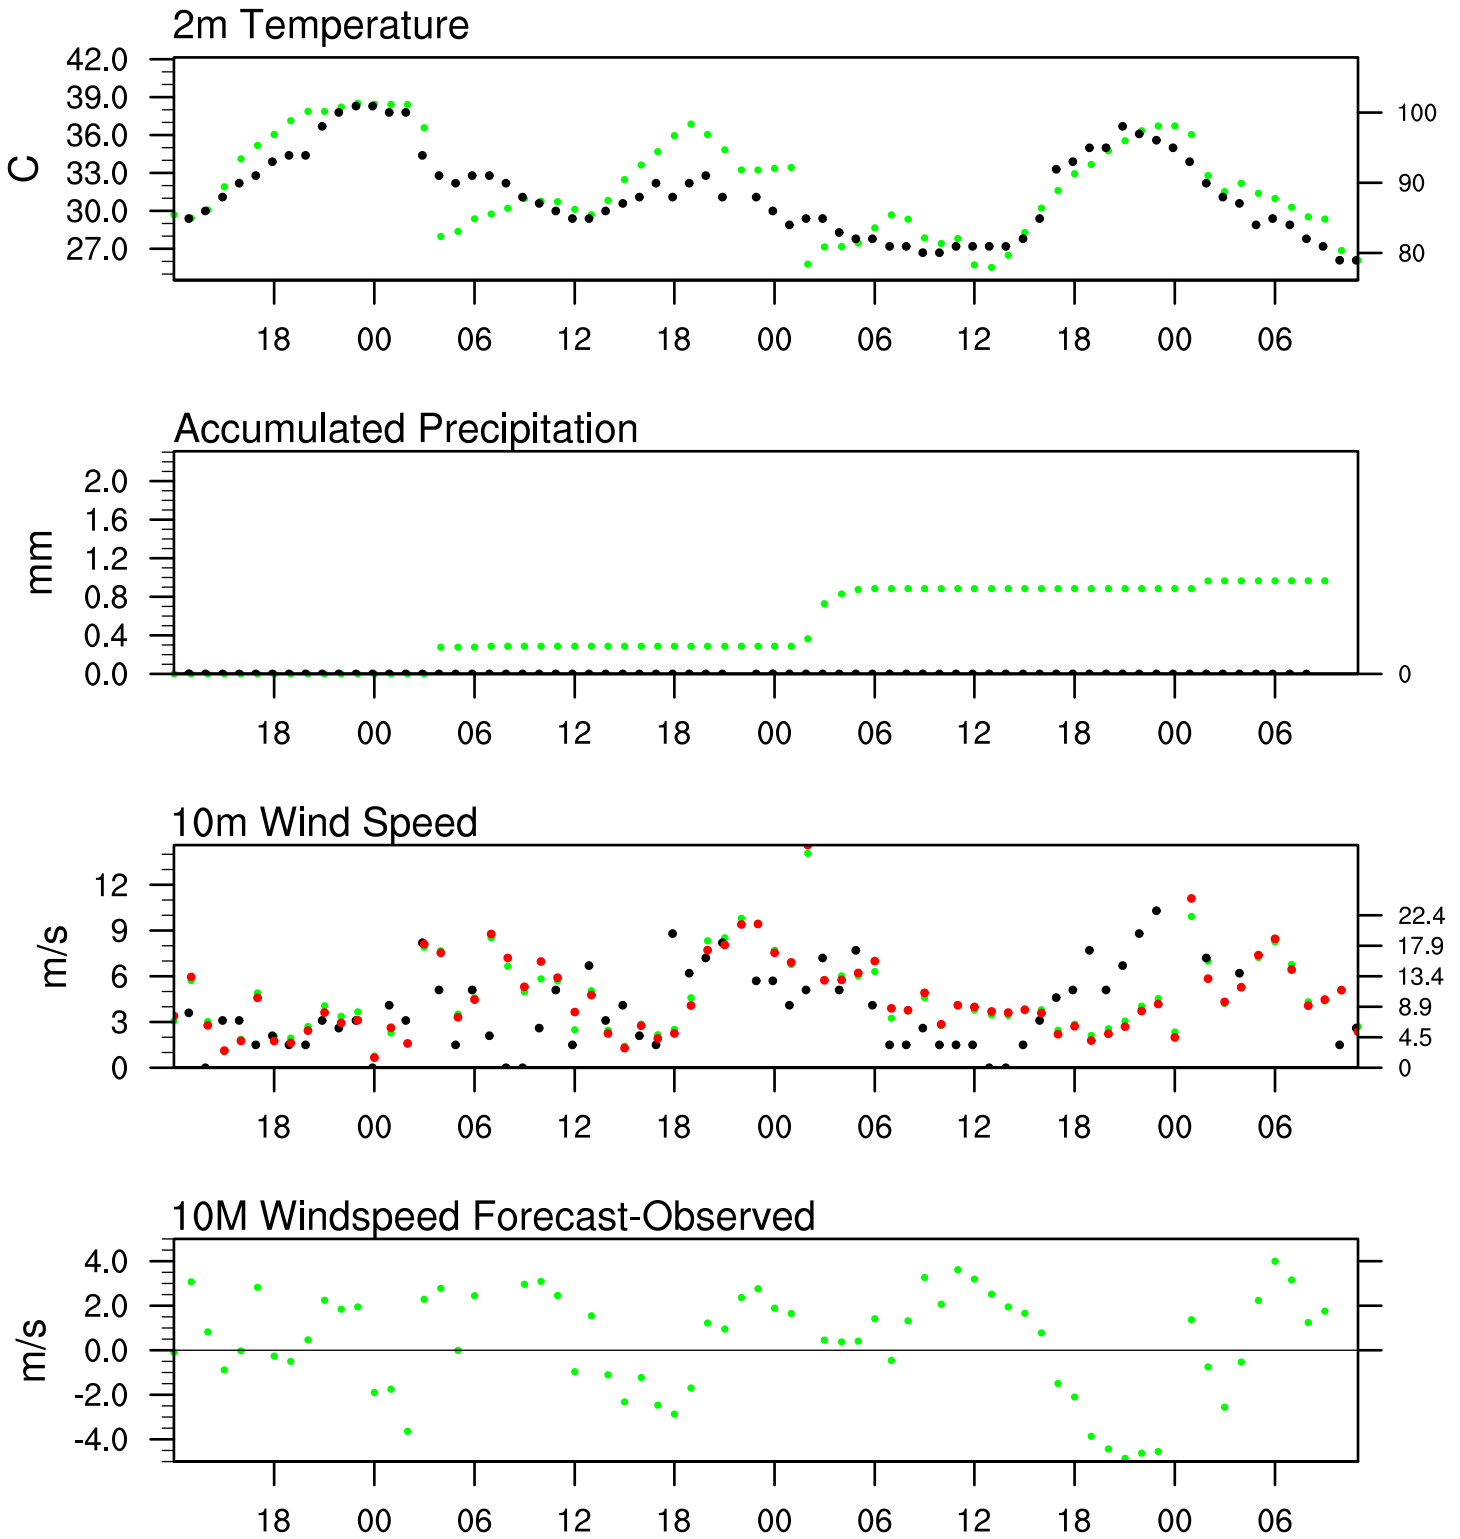 2m Temperature
42.0
39.0
36.0
33.0
30.0
27.0
C
100
90
80
18 00 06 12 18 00 06 12 18 00 06
Accumulated Precipitation
2.0
1.6
1.2
0.8
0.4
0.0
mm
0
18 00 06 12 18 00 06 12 18 00 06
10m Wind Speed
12
9
6
3
0
m/s
22.4
17.9
13.4
8.9
4.5
0
18 00 06 12 18 00 06 12 18 00 06
10M Windspeed Forecast-Observed
4.0
2.0
0.0
-2.0
-4.0
m/s
18 00 06 12 18 00 06 12 18 00 06